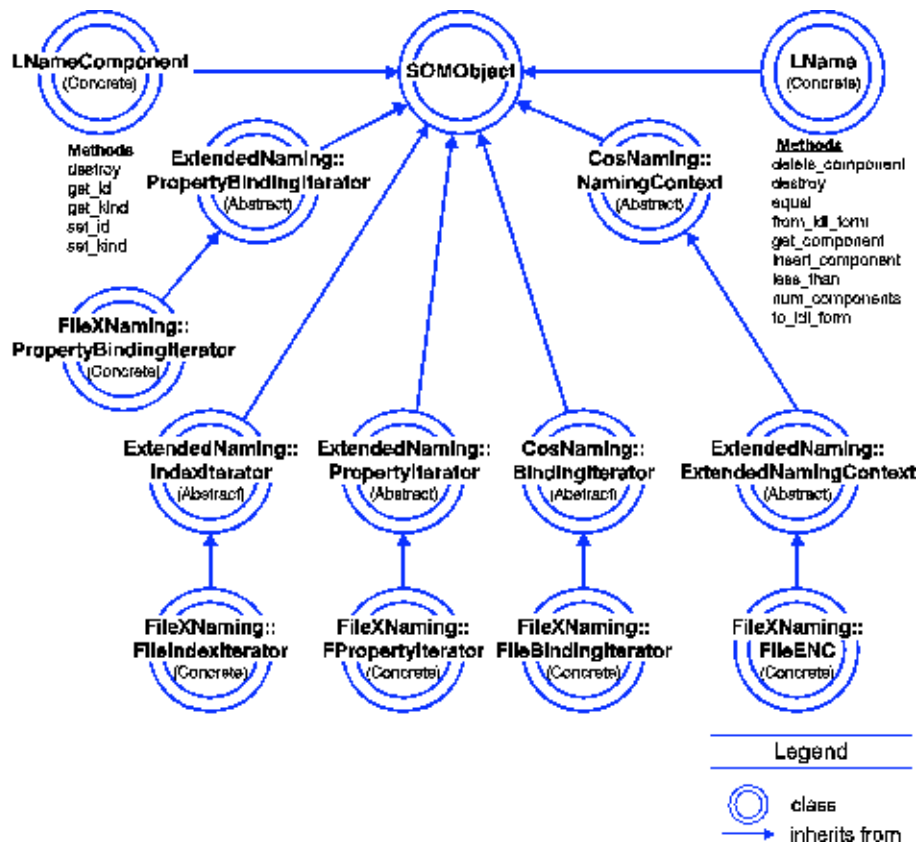 LNameComponent
(Concrete)
SOMObject
LName
(Concrete)
Methods
destroy
get_id
get_kind
set_id
set_kind
ExtendedNaming::
PropertyBindingIterator
(Abstract)
CosNaming::
NamingContext
(Abstract)
Methods
delete_component
destroy
equal
from_idl_form
get_component
insert_component
less_than
num_components
to_idl_form
FileXNaming::
PropertyBindingIterator
(Concrete)
ExtendedNaming::
IndexIterator
(Abstract)
ExtendedNaming::
PropertyIterator
(Abstract)
CosNaming::
BindingIterator
(Abstract)
ExtendedNaming::
ExtendedNamingContext
(Abstract)
FileXNaming::
FileIndexIterator
(Concrete)
FileXNaming::
FPropertyIterator
(Concrete)
FileXNaming::
FileBindingIterator
(Concrete)
FileXNaming::
FileENC
(Concrete)
Legend
class
inherits from